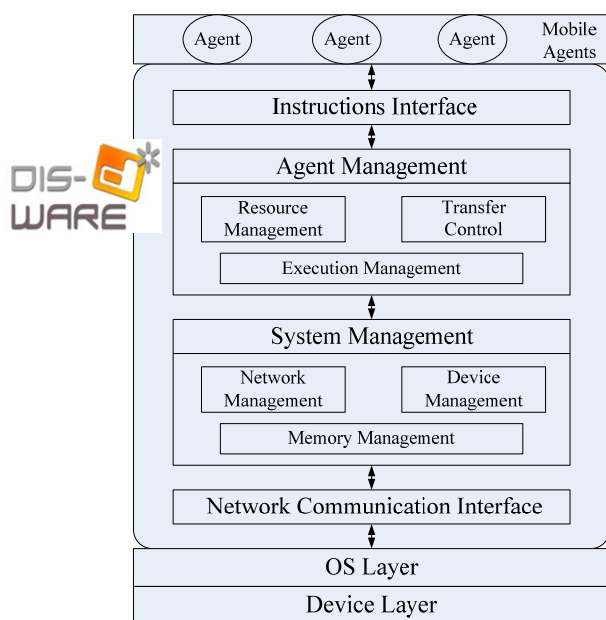 Agent Agent Agent Mobile
Agents
Instructions Interface
DIS-
WARE
Agent Management
Resource
Management
Transfer
Control
Execution Management
System Management
Network
Management
Device
Management
Memory Management
Network Communication Interface
OS Layer
Device Layer